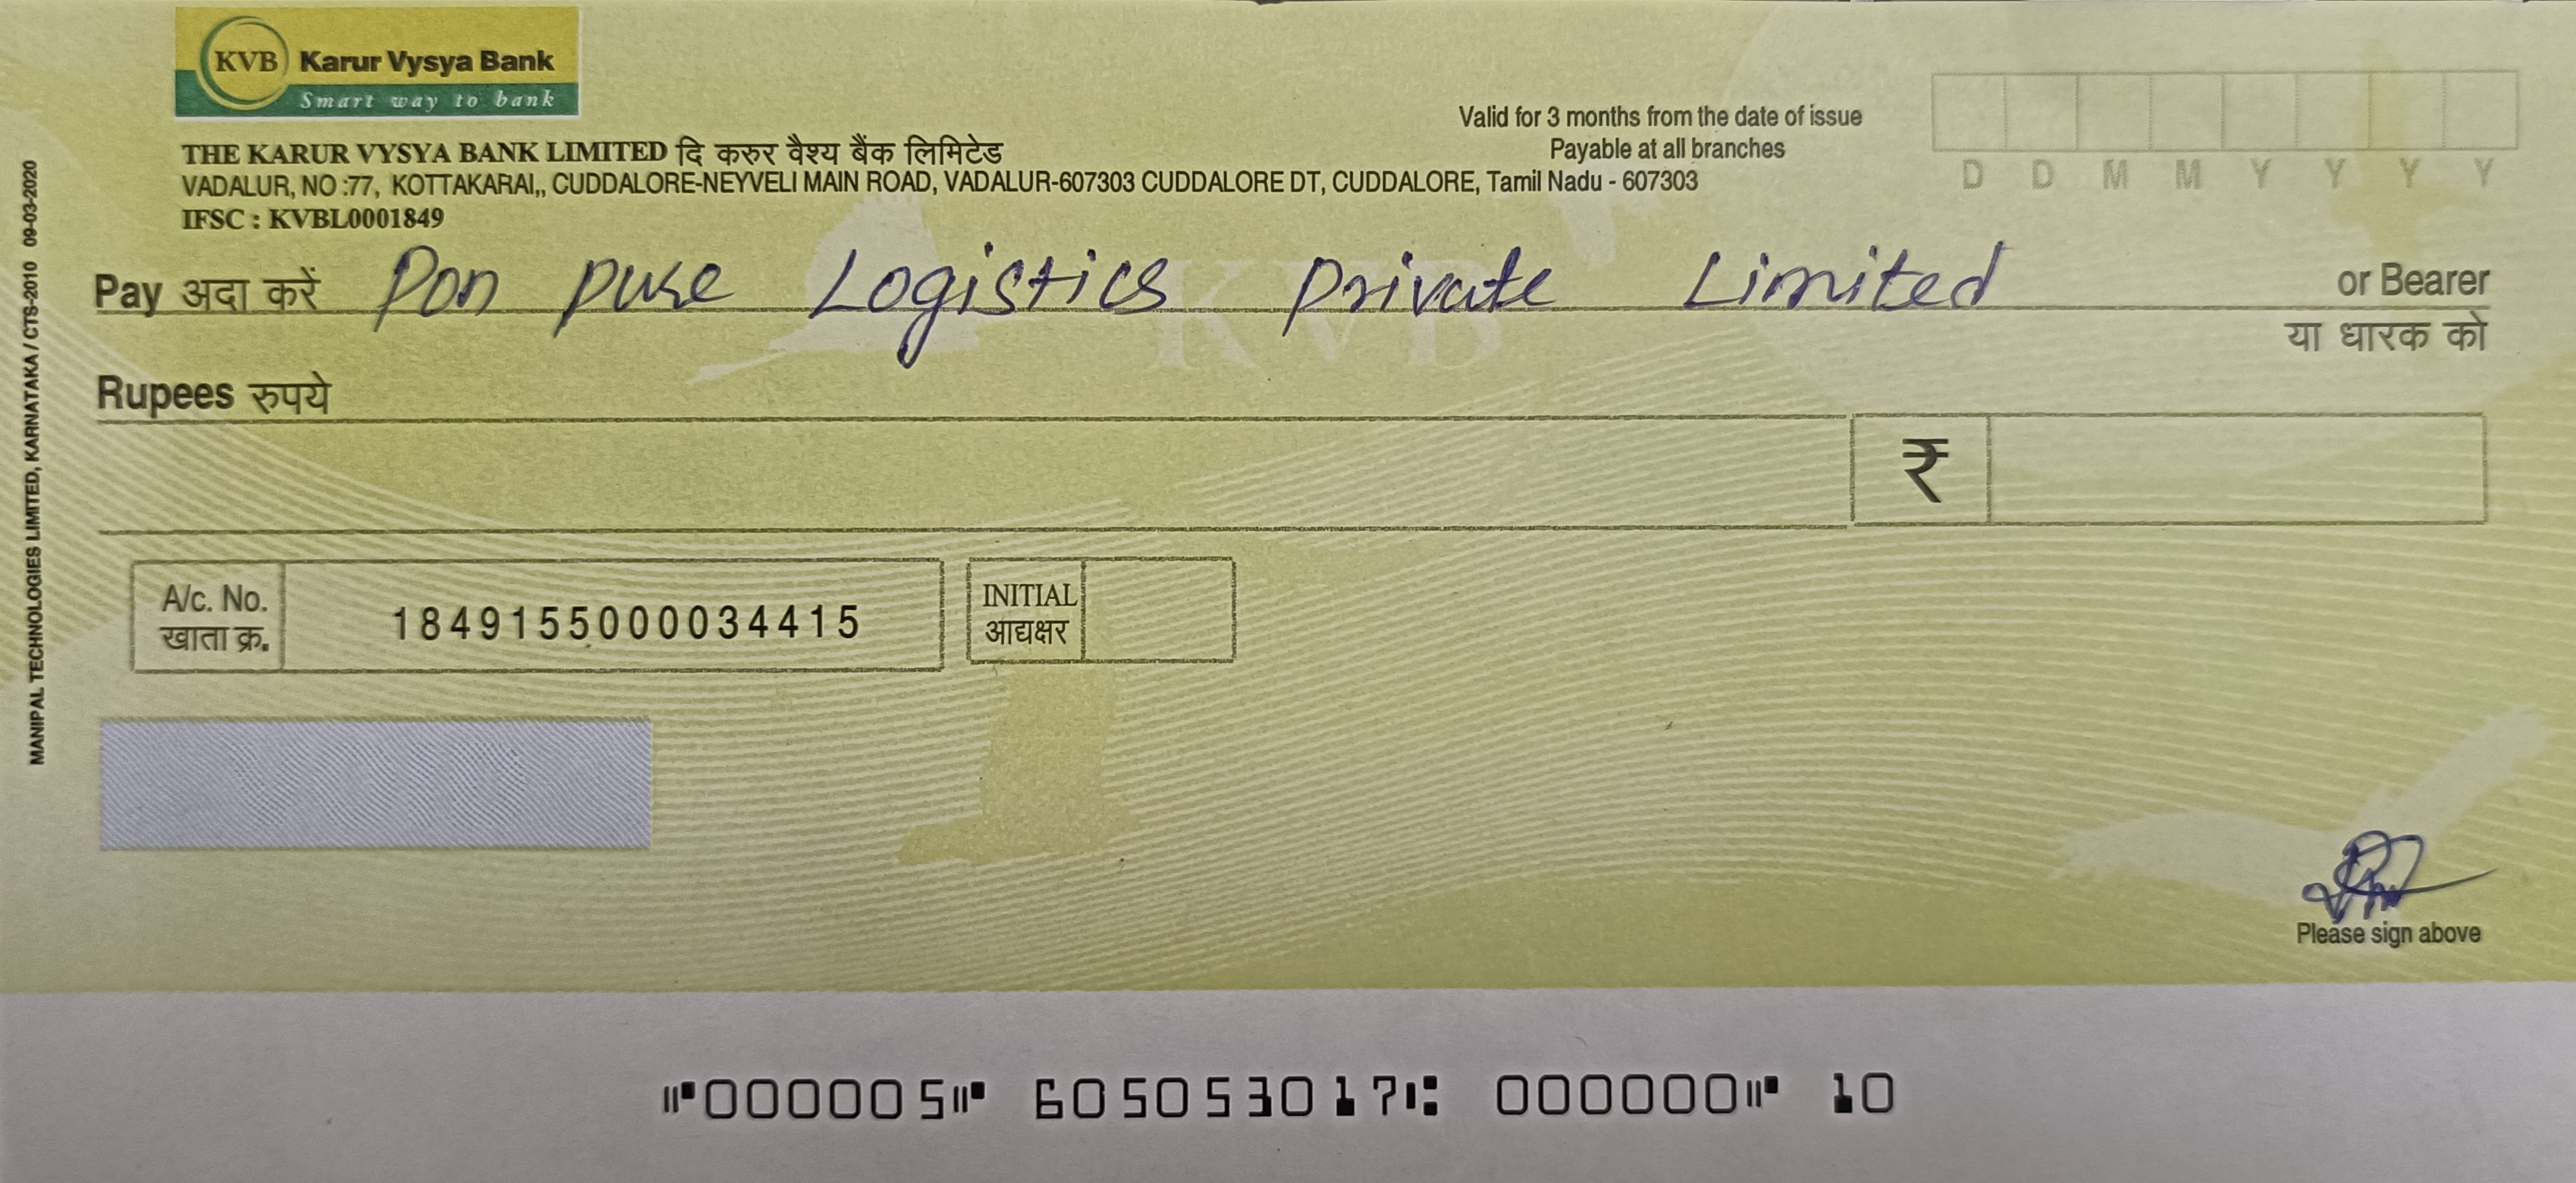 KVB Karur Vysya Bank
Smart way to bank
Valid for 3 months from the date of issue
Payable at all branches
D D M M Y Y Y Y
THE KARUR VYSYA BANK LIMITED दि करुर वैश्य बैंक लिमिटेड
VADALUR, NO :77, KOTTAKARAI,, CUDDALORE-NEYVELI MAIN ROAD, VADALUR-607303 CUDDALORE DT, CUDDALORE, Tamil Nadu - 607303
IFSC : KVBL0001849
Pay अदा करें Pon pure Logistics Private Limited or Bearer
या धारक को
KVB
Rupees रुपये
₹
A/c. No.
खाता क्र.
1849155000034415
INITIAL
आद्यक्षर
Please sign above
MANIPAL TECHNOLOGIES LIMITED, KARNATAKA / CTS-2010 09-03-2020
⑈000005⑈ 605053017⑆ 000000⑈ 10